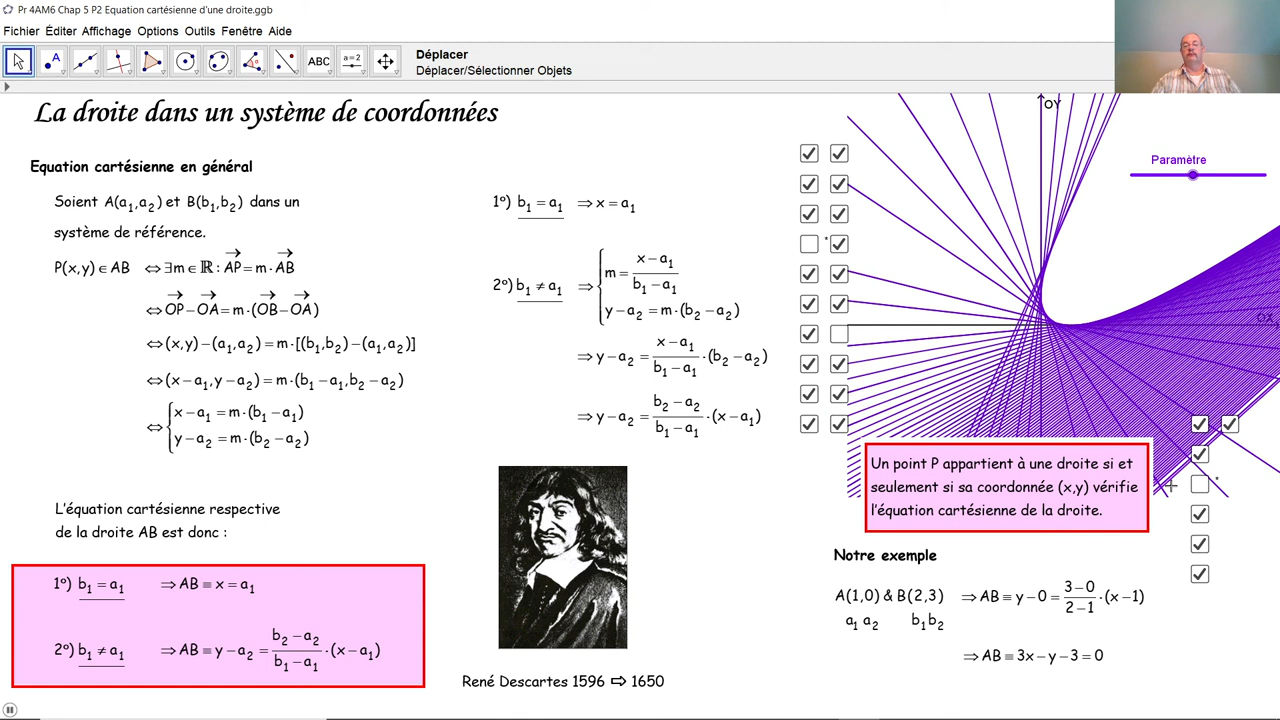 Pr 4AM6 Chap 5 P2 Equation cartésienne d'une droite.ggb
Fichier Éditer Affichage Options Outils Fenêtre Aide
A
ABC
a=2
Déplacer
Déplacer/Sélectionner Objets
La droite dans un système de coordonnées
Equation cartésienne en général
Soient A(a₁,a₂) et B(b₁,b₂) dans un
système de référence.
P(x,y) ∈ AB ⇔ ∃m ∈ ℝ : AP = m · AB
⇔ OP − OA = m · (OB − OA)
⇔ (x,y) − (a₁,a₂) = m · [(b₁,b₂) − (a₁,a₂)]
⇔ (x − a₁, y − a₂) = m · (b₁ − a₁, b₂ − a₂)
⇔ { x − a₁ = m · (b₁ − a₁)
y − a₂ = m · (b₂ − a₂)
1°) b₁ = a₁ ⇒ x = a₁
2°) b₁ ≠ a₁ ⇒ { m = (x − a₁)/(b₁ − a₁)
y − a₂ = m · (b₂ − a₂)
⇒ y − a₂ = (x − a₁)/(b₁ − a₁) · (b₂ − a₂)
⇒ y − a₂ = (b₂ − a₂)/(b₁ − a₁) · (x − a₁)
L'équation cartésienne respective
de la droite AB est donc :
1°) b₁ = a₁ ⇒ AB ≡ x = a₁
2°) b₁ ≠ a₁ ⇒ AB ≡ y − a₂ = (b₂ − a₂)/(b₁ − a₁) · (x − a₁)
René Descartes 1596 ⇨ 1650
OY
Paramètre
OX
Un point P appartient à une droite si et
seulement si sa coordonnée (x,y) vérifie
l'équation cartésienne de la droite.
Notre exemple
A(1,0) & B(2,3) ⇒ AB ≡ y − 0 = (3 − 0)/(2 − 1) · (x − 1)
a₁ a₂ b₁ b₂
⇒ AB ≡ 3x − y − 3 = 0